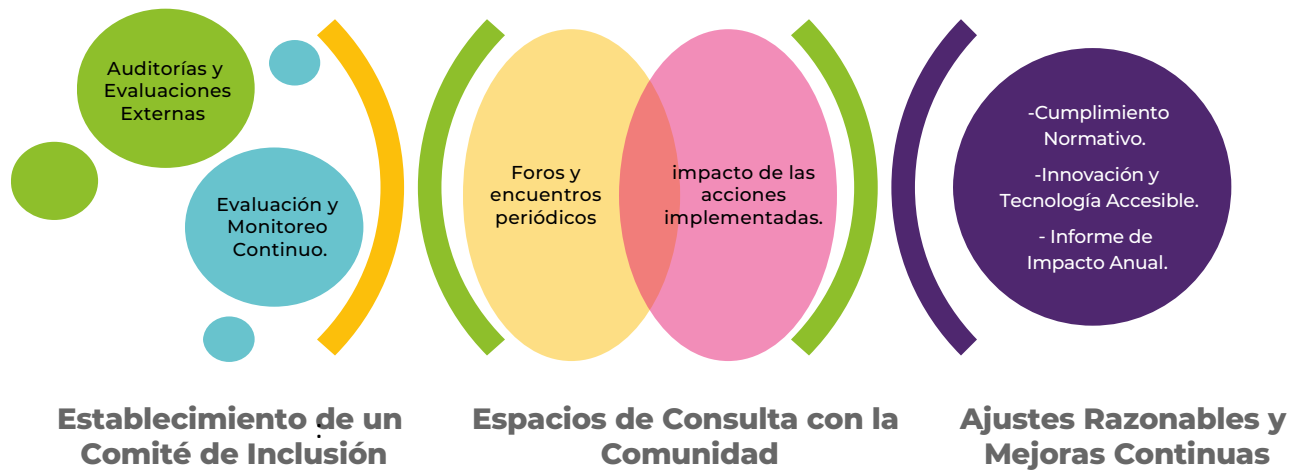 Auditorías y
Evaluaciones
Externas
Evaluación y
Monitoreo
Continuo.
Foros y
encuentros
periódicos
impacto de las
acciones
implementadas.
-Cumplimiento
Normativo.
-Innovación y
Tecnología Accesible.
- Informe de
Impacto Anual.
Establecimiento de un
Comité de Inclusión
:
Espacios de Consulta con la
Comunidad
Ajustes Razonables y
Mejoras Continuas